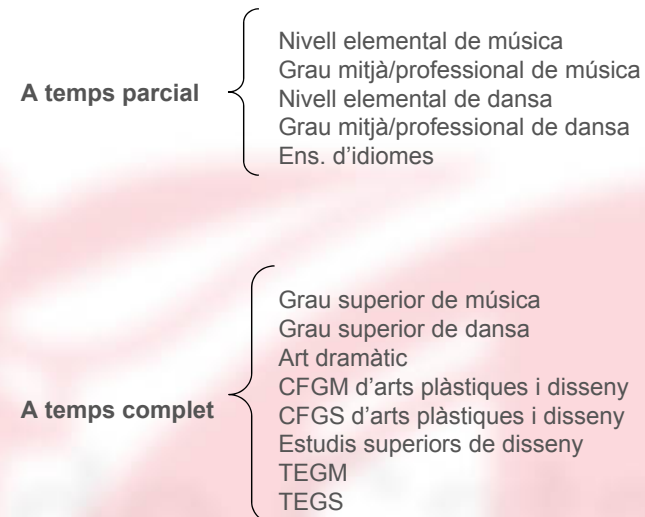 A temps parcial
Nivell elemental de música
Grau mitjà/professional de música
Nivell elemental de dansa
Grau mitjà/professional de dansa
Ens. d’idiomes
A temps complet
Grau superior de música
Grau superior de dansa
Art dramàtic
CFGM d’arts plàstiques i disseny
CFGS d’arts plàstiques i disseny
Estudis superiors de disseny
TEGM
TEGS